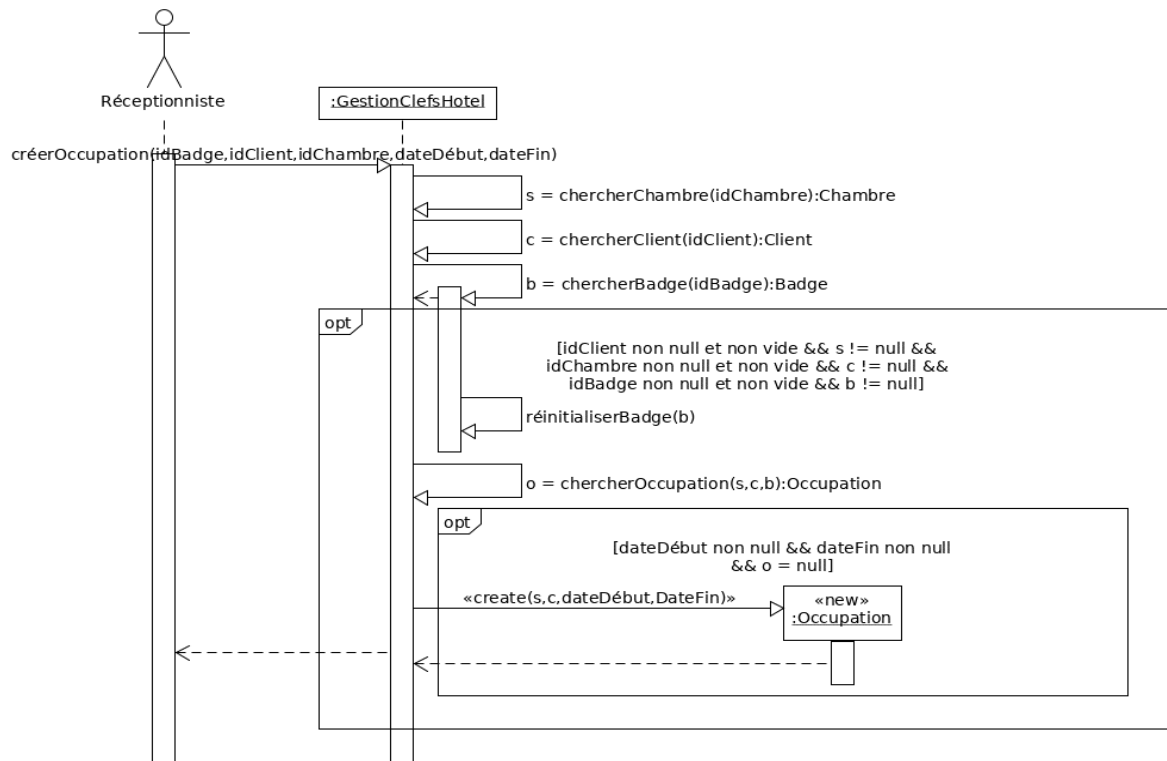 Réceptionniste
:GestionClefsHotel
créerOccupation(idBadge,idClient,idChambre,dateDébut,dateFin)
s = chercherChambre(idChambre):Chambre
c = chercherClient(idClient):Client
b = chercherBadge(idBadge):Badge
opt
[idClient non null et non vide && s != null &&
idChambre non null et non vide && c != null &&
idBadge non null et non vide && b != null]
réinitialiserBadge(b)
o = chercherOccupation(s,c,b):Occupation
opt
[dateDébut non null && dateFin non null
&& o = null]
«create(s,c,dateDébut,DateFin)»
«new»
:Occupation